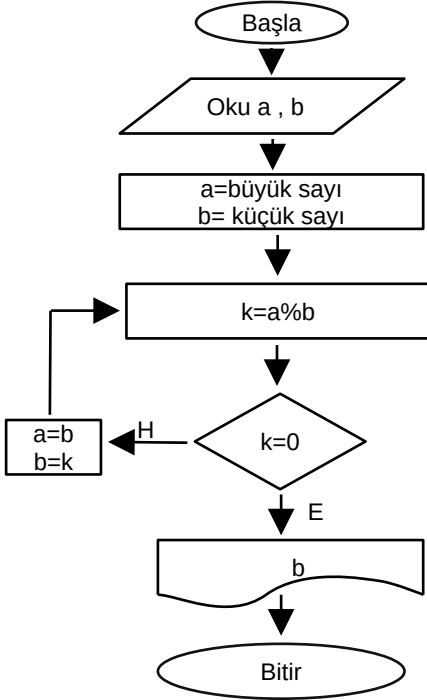 Başla
Oku a , b
a=büyük sayı
b= küçük sayı
k=a%b
k=0
H
a=b
b=k
E
b
Bitir